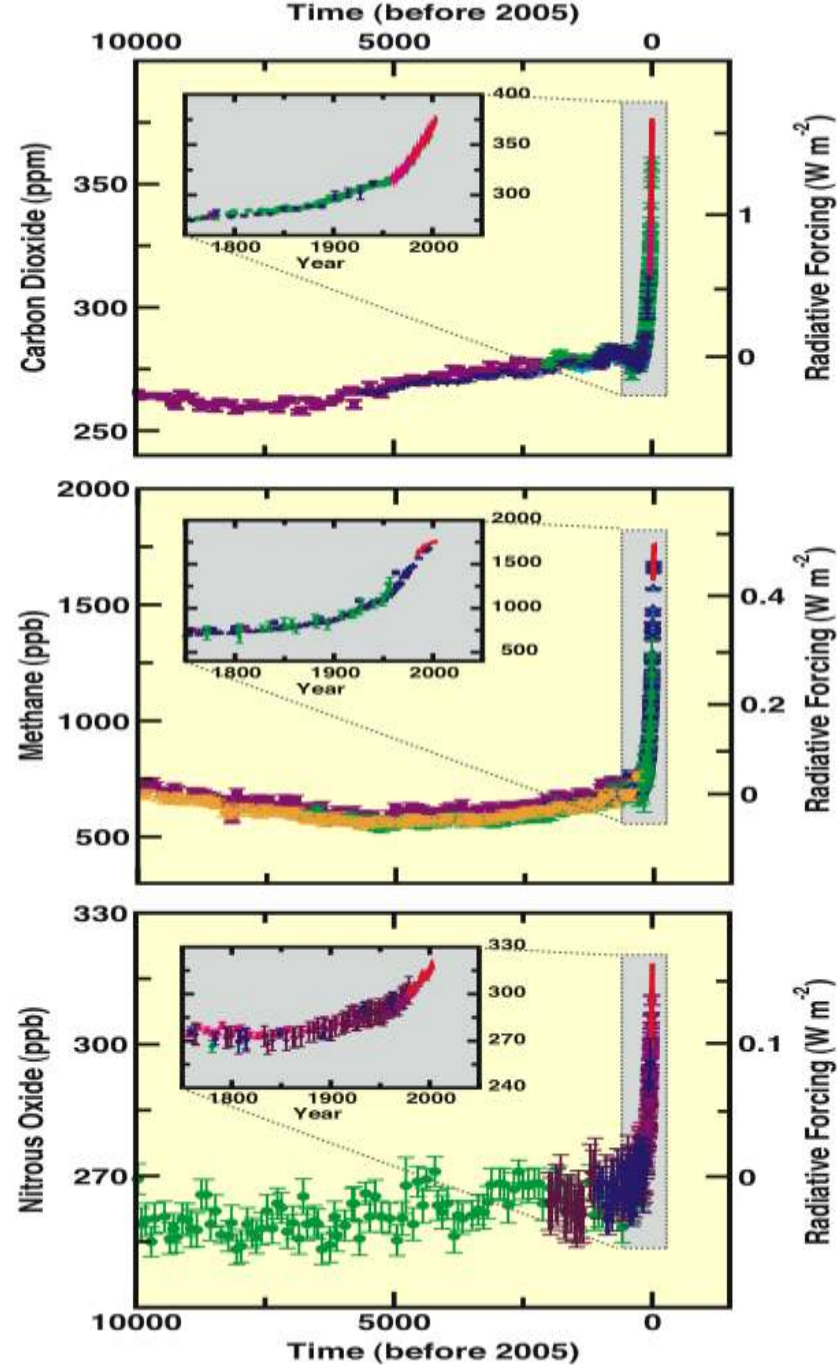 Time (before 2005)
10000 5000 0
Carbon Dioxide (ppm)
350
300
250
400
350
300
1800 1900 2000
Year
1
0
Radiative Forcing (W m-2)
Methane (ppb)
2000
1500
1000
500
2000
1500
1000
500
1800 1900 2000
Year
0.4
0.2
0
Radiative Forcing (W m-2)
Nitrous Oxide (ppb)
330
300
270
330
300
270
240
1800 1900 2000
Year
0.1
0
Radiative Forcing (W m-2)
10000 5000 0
Time (before 2005)